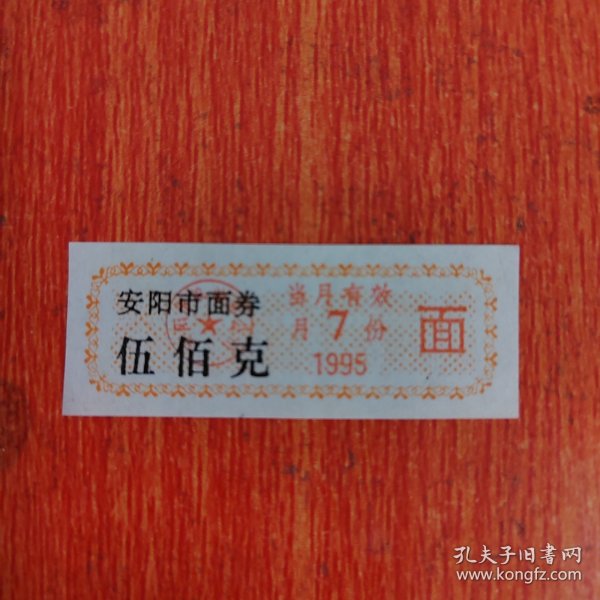 安阳市面券
伍佰克
当月有效
月7份
1995
面
孔夫子旧书网
www.kongfz.com